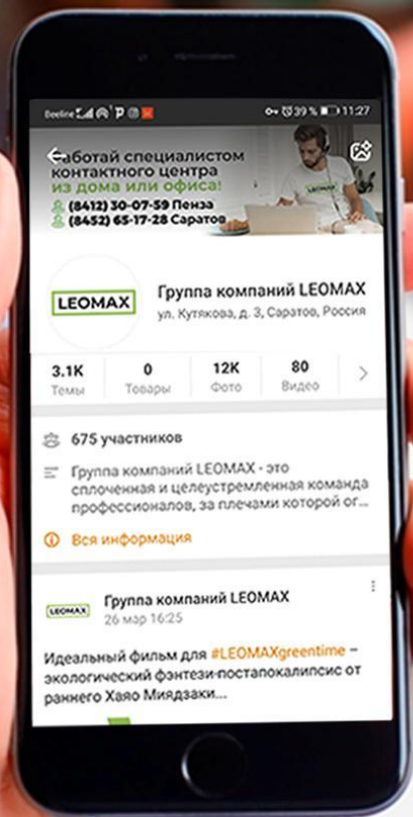 Beeline
39 % 11:27
работай специалистом
контактного центра
из дома или офиса!
(8412) 30-07-59 Пенза
(8452) 65-17-28 Саратов
LEOMAX
LEOMAX
Группа компаний LEOMAX
ул. Кутякова, д. 3, Саратов, Россия
3.1K 0 12K 80
Темы Товары Фото Видео
675 участников
Группа компаний LEOMAX - это
сплоченная и целеустремленная команда
профессионалов, за плечами которой ог...
Вся информация
LEOMAX
Группа компаний LEOMAX
26 мар 16:25
Идеальный фильм для #LEOMAXgreentime –
экологический фэнтези-постапокалипсис от
раннего Хаяо Миядзаки...